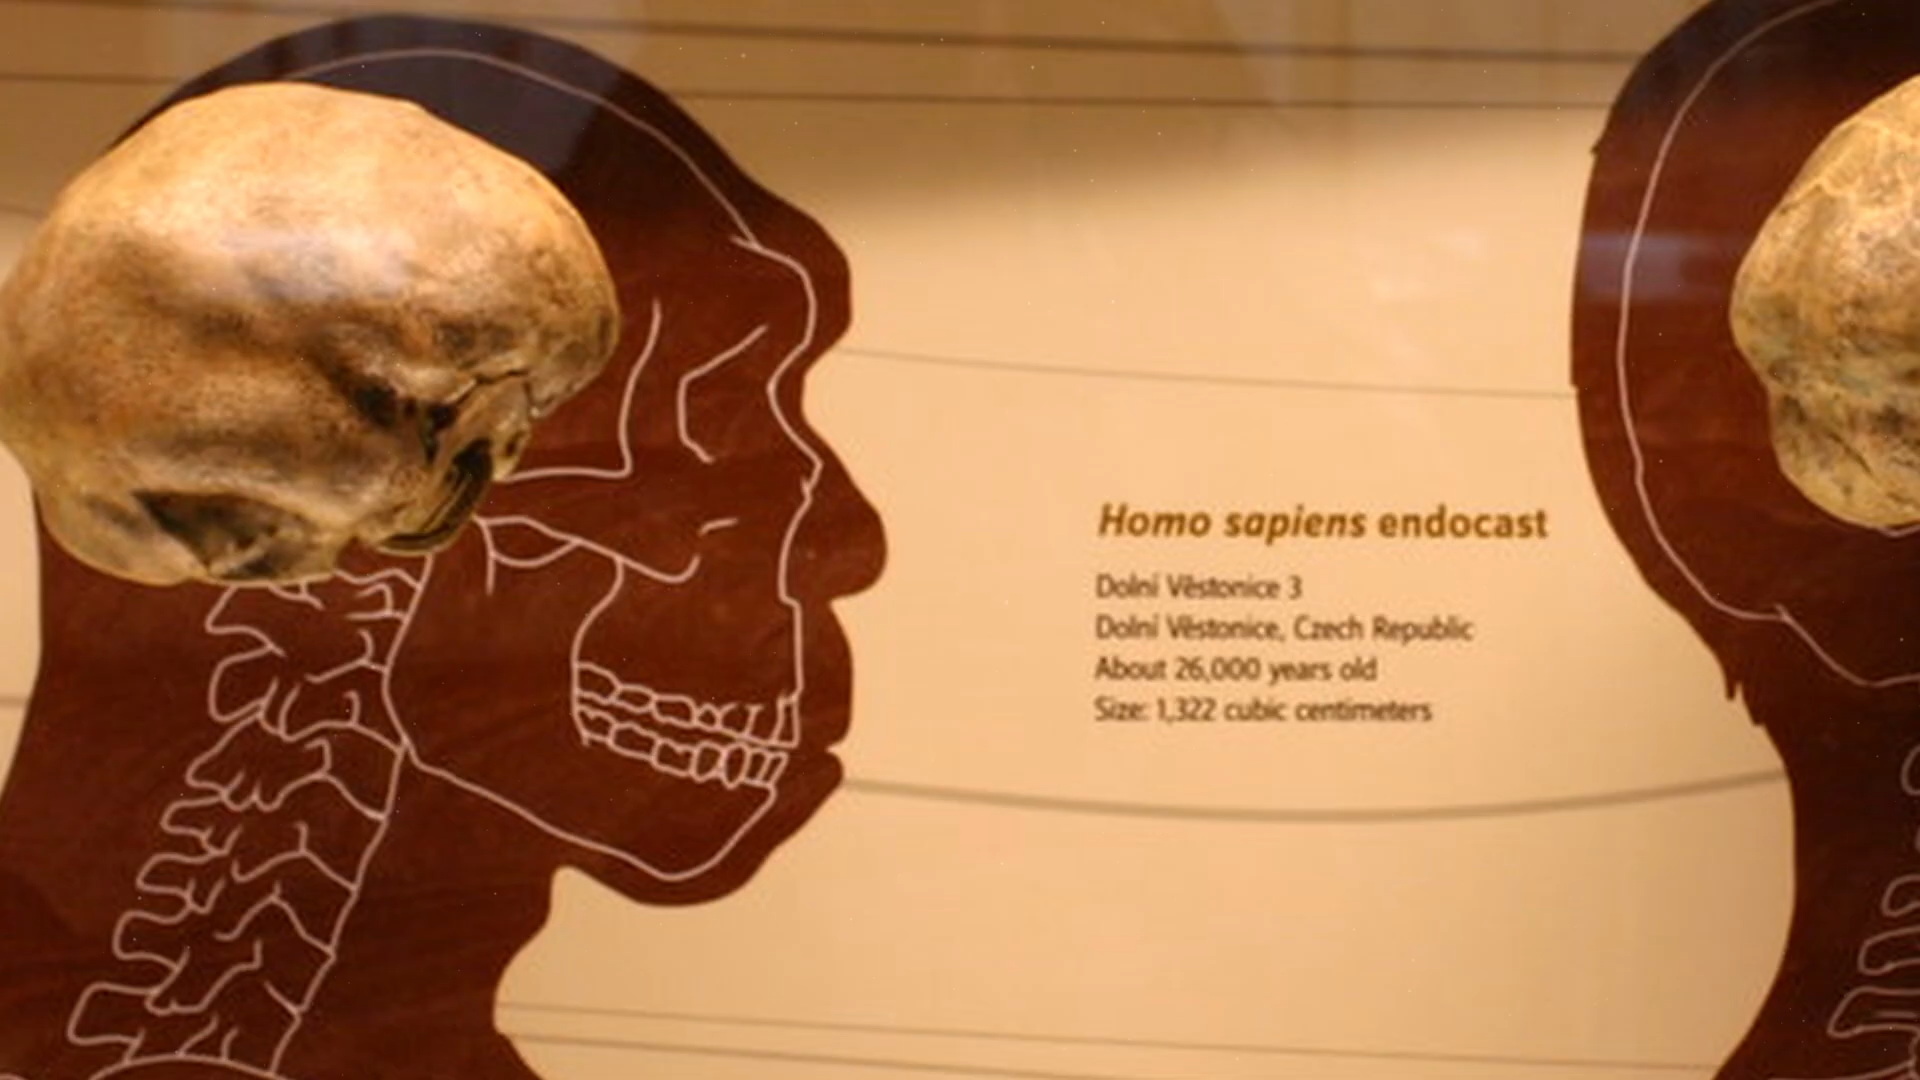 Homo sapiens endocast
Dolní Věstonice 3
Dolní Věstonice, Czech Republic
About 26,000 years old
Size: 1,322 cubic centimeters